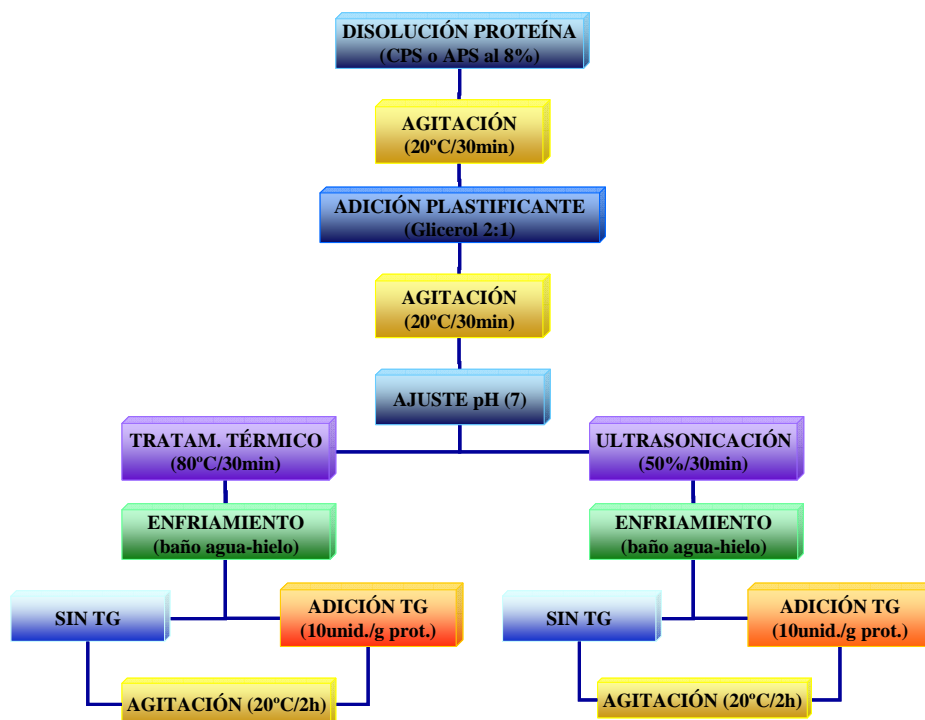 DISOLUCIÓN PROTEÍNA
(CPS o APS al 8%)
AGITACIÓN
(20ºC/30min)
ADICIÓN PLASTIFICANTE
(Glicerol 2:1)
AGITACIÓN
(20ºC/30min)
AJUSTE pH (7)
TRATAM. TÉRMICO
(80ºC/30min)
ULTRASONICACIÓN
(50%/30min)
ENFRIAMIENTO
(baño agua-hielo)
ENFRIAMIENTO
(baño agua-hielo)
SIN TG
ADICIÓN TG
(10unid./g prot.)
SIN TG
ADICIÓN TG
(10unid./g prot.)
AGITACIÓN (20ºC/2h)
AGITACIÓN (20ºC/2h)